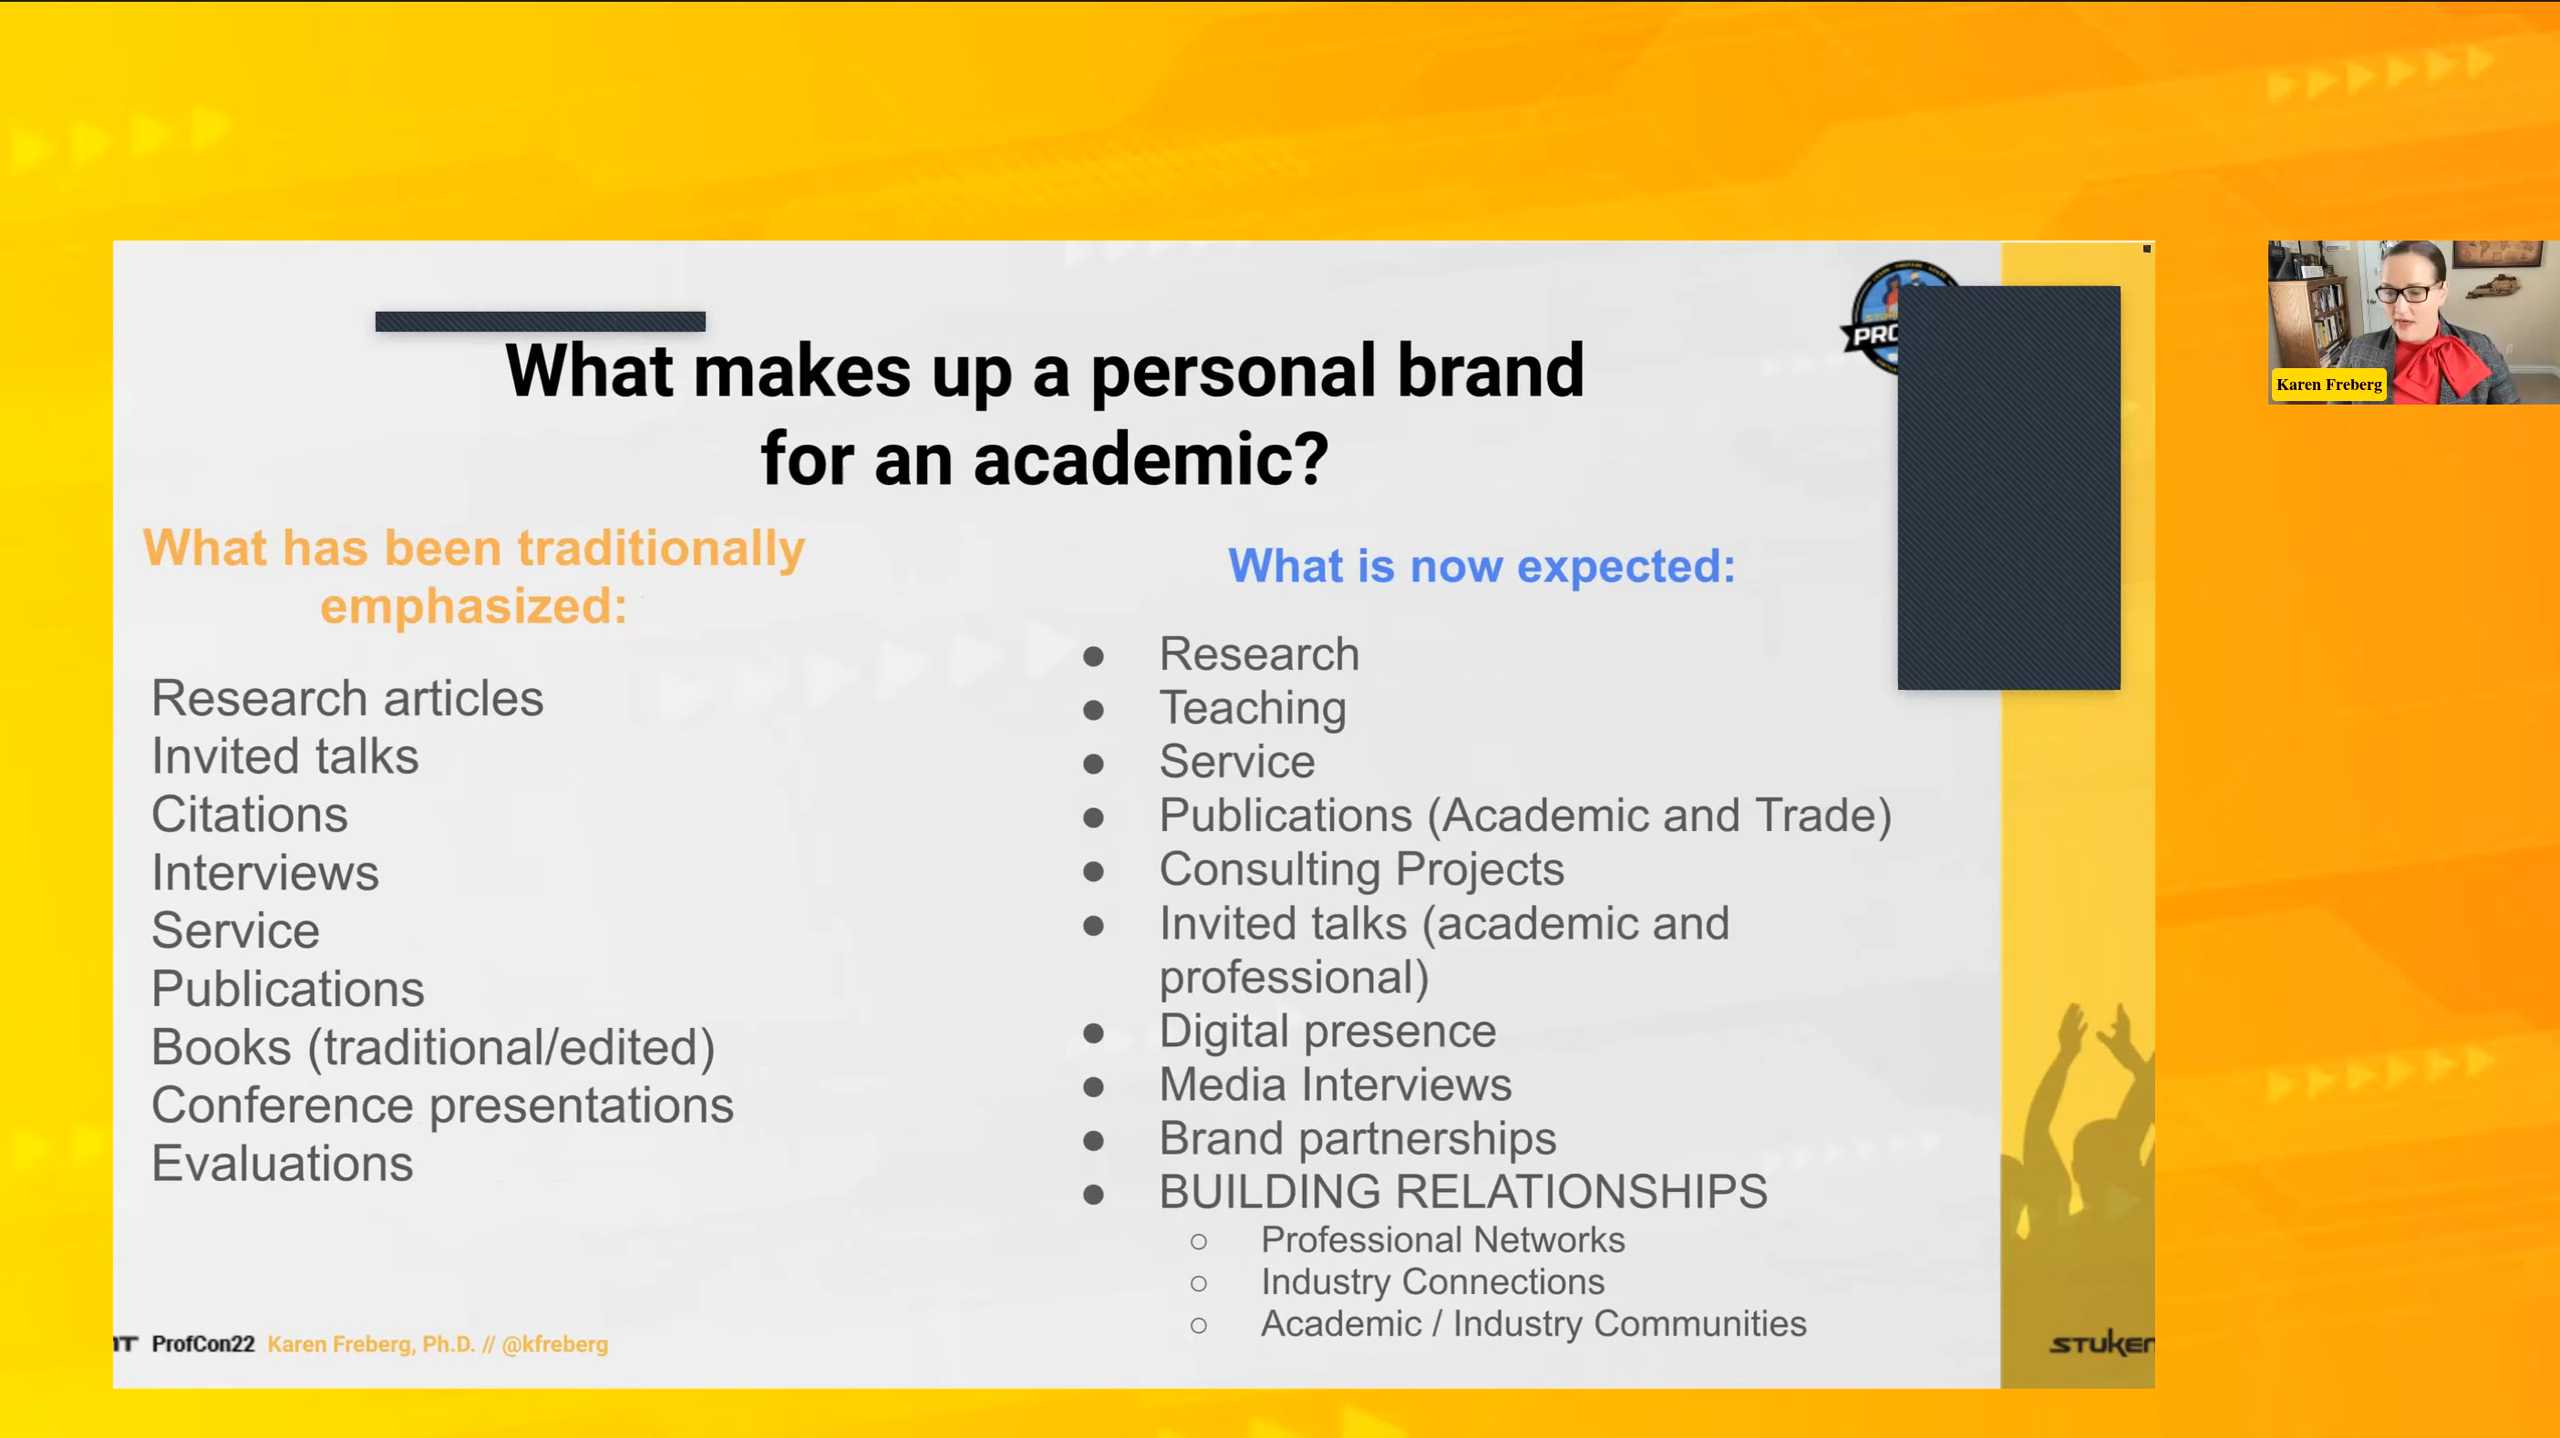 What makes up a personal brand
for an academic?
What has been traditionally
emphasized:
Research articles
Invited talks
Citations
Interviews
Service
Publications
Books (traditional/edited)
Conference presentations
Evaluations
What is now expected:
● Research
● Teaching
● Service
● Publications (Academic and Trade)
● Consulting Projects
● Invited talks (academic and
professional)
● Digital presence
● Media Interviews
● Brand partnerships
● BUILDING RELATIONSHIPS
○ Professional Networks
○ Industry Connections
○ Academic / Industry Communities
ProfCon22 Karen Freberg, Ph.D. // @kfreberg
STUKENT
Karen Freberg